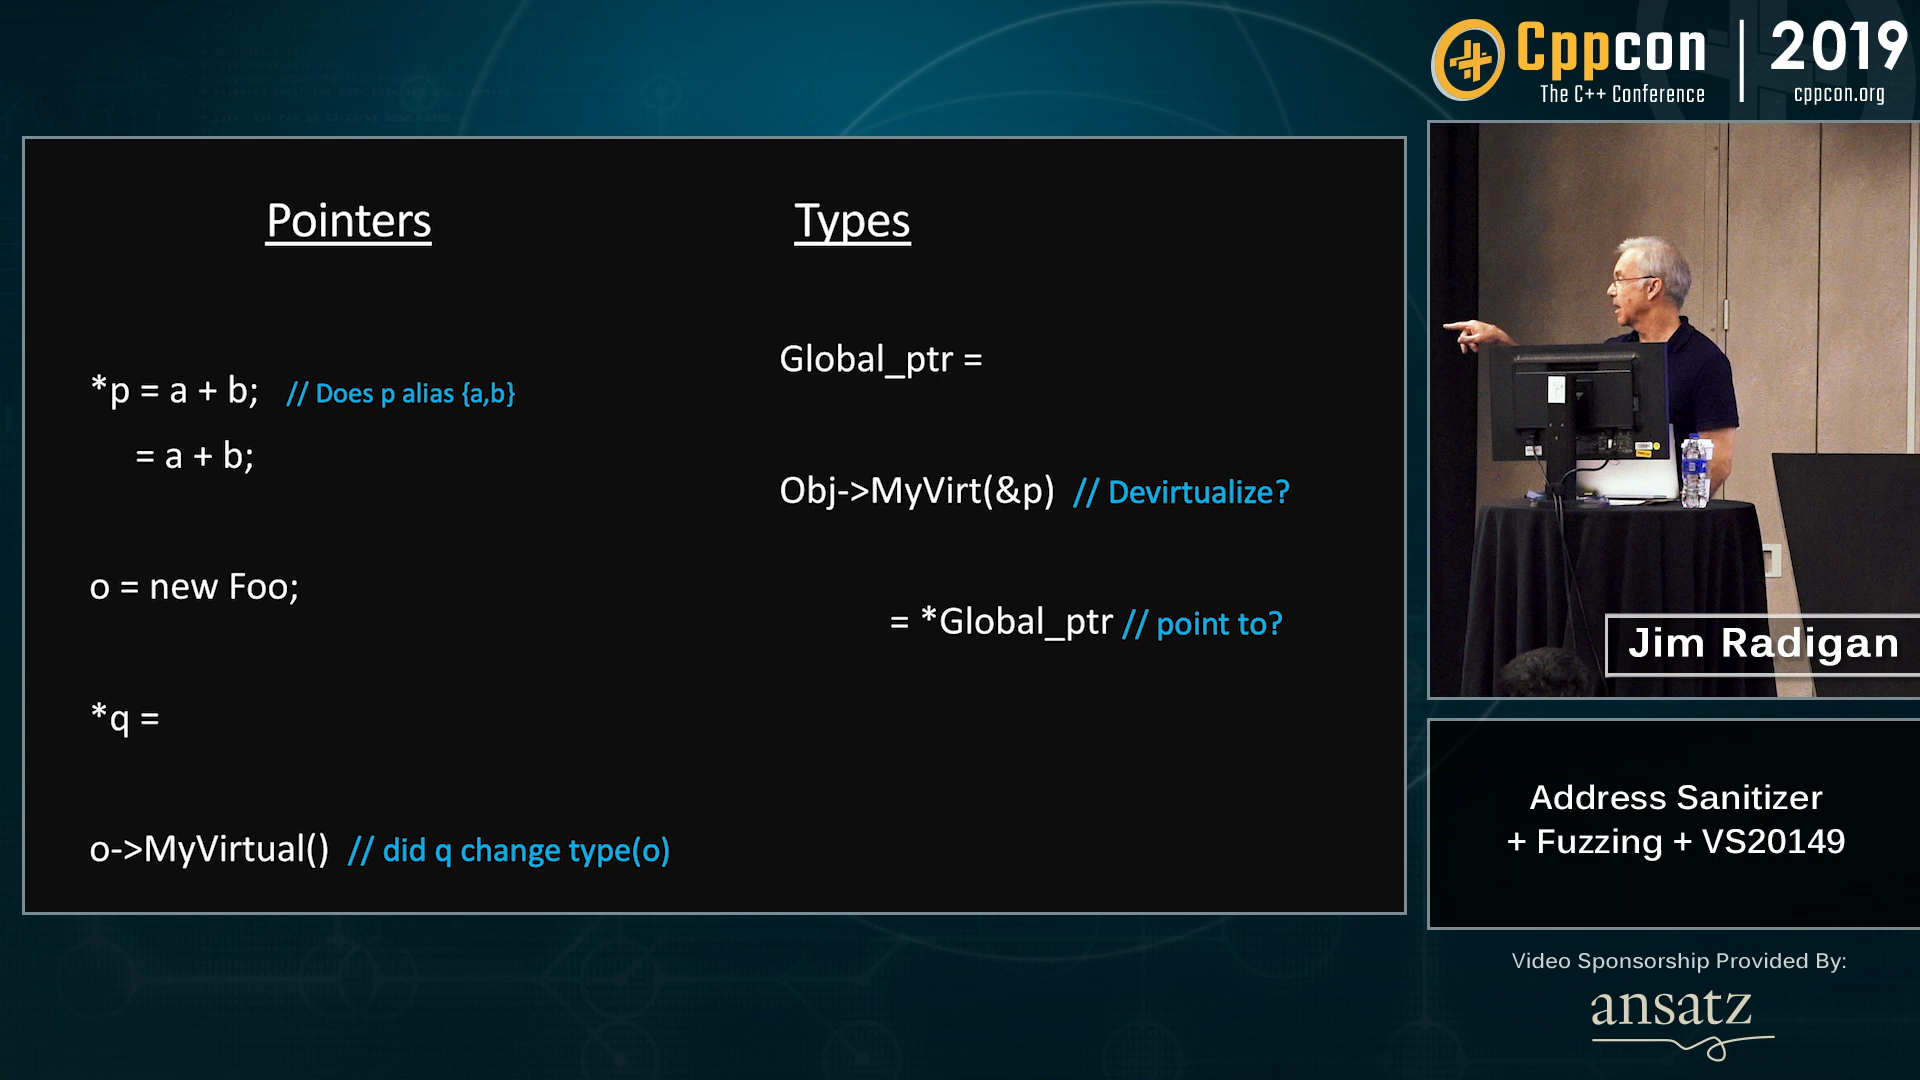 Cppcon | 2019
The C++ Conference
cppcon.org
Pointers
*p = a + b; // Does p alias {a,b}
= a + b;
o = new Foo;
*q =
o->MyVirtual() // did q change type(o)
Types
Global_ptr =
Obj->MyVirt(&p) // Devirtualize?
= *Global_ptr // point to?
Jim Radigan
Address Sanitizer
+ Fuzzing + VS20149
Video Sponsorship Provided By:
ansatz